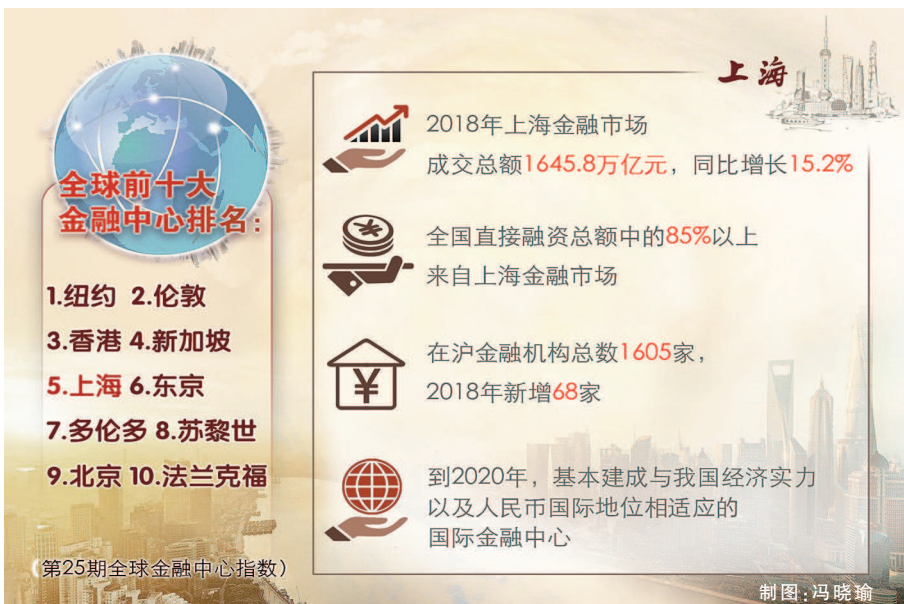 全球前十大
金融中心排名：
1.纽约 2.伦敦
3.香港 4.新加坡
5.上海 6.东京
7.多伦多 8.苏黎世
9.北京 10.法兰克福
（第25期全球金融中心指数）
上海
2018年上海金融市场
成交总额1645.8万亿元，同比增长15.2%
全国直接融资总额中的85%以上
来自上海金融市场
在沪金融机构总数1605家，
2018年新增68家
到2020年，基本建成与我国经济实力
以及人民币国际地位相适应的
国际金融中心
制图：冯晓瑜